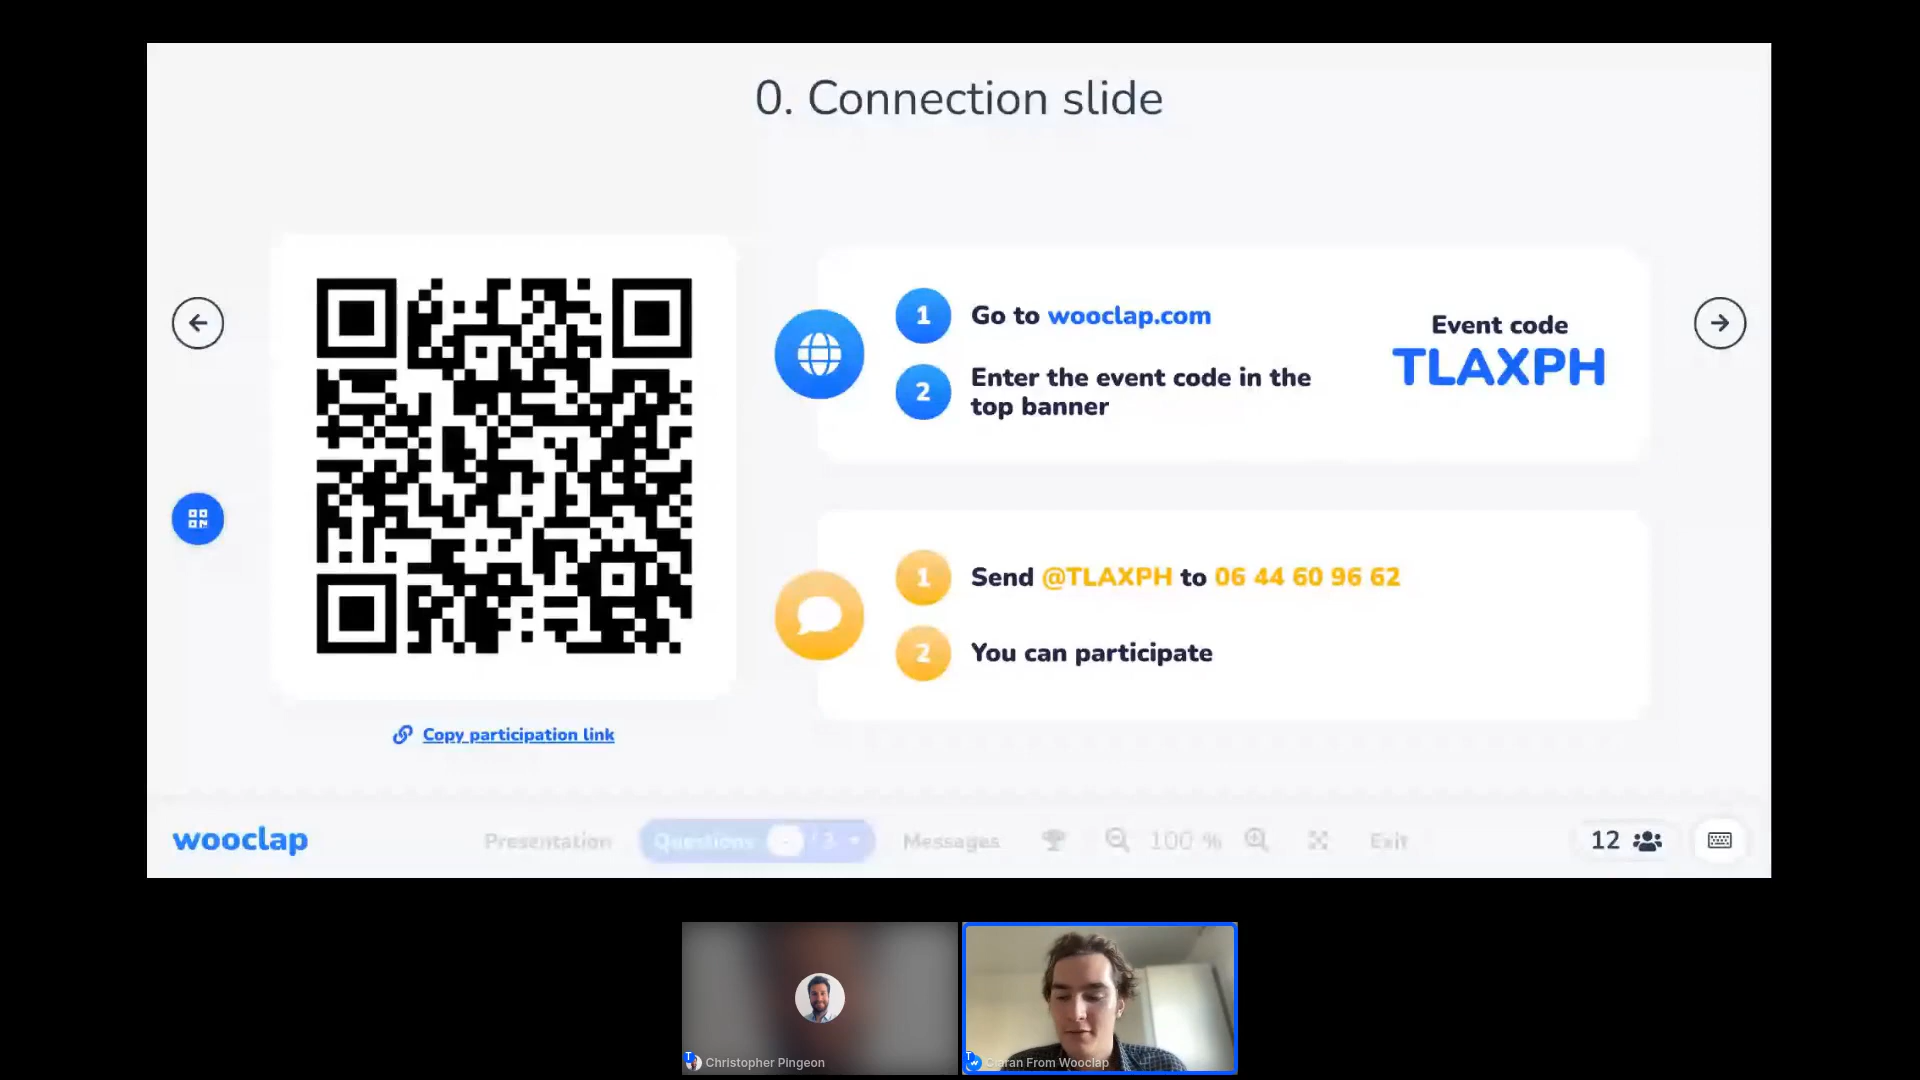 0. Connection slide
1 Go to wooclap.com
2 Enter the event code in the
top banner
Event code
TLAXPH
1 Send @TLAXPH to 06 44 60 96 62
2 You can participate
Copy participation link
wooclap
Presentation
Questions - / 3
Messages
100 %
Exit
12
Christopher Pingeon
From Wooclap